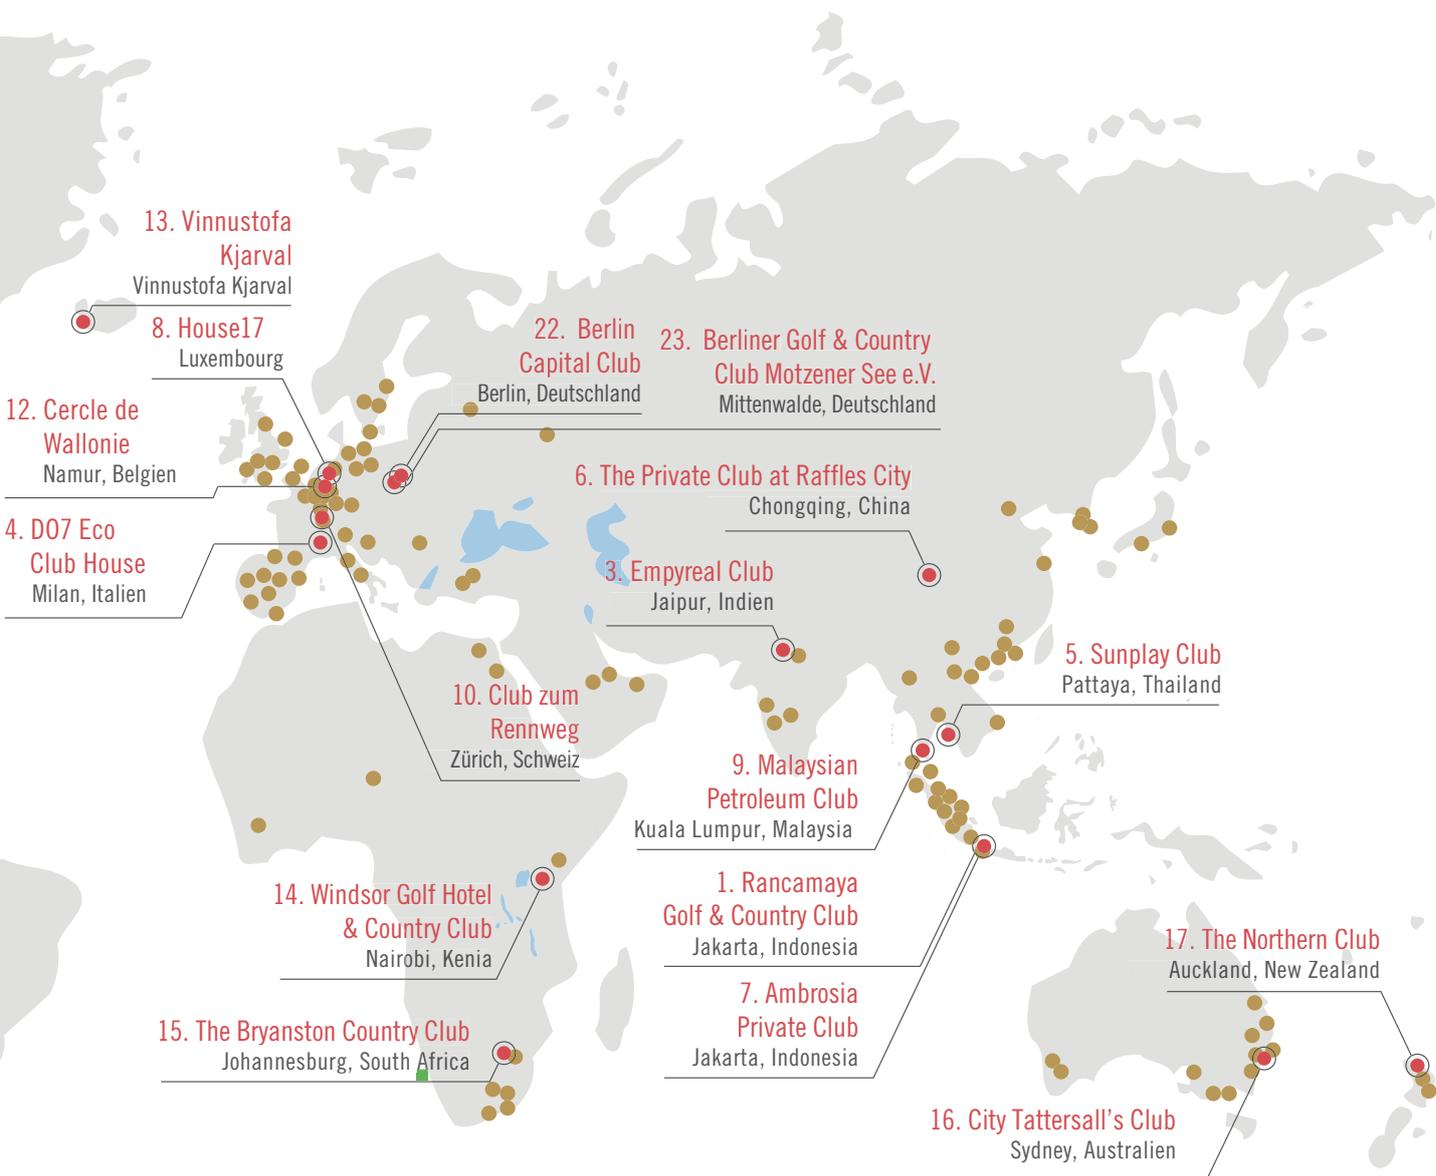 13. Vinnustofa
Kjarval
Vinnustofa Kjarval
8. House17
Luxembourg
22. Berlin
Capital Club
Berlin, Deutschland
23. Berliner Golf & Country
Club Motzener See e.V.
Mittenwalde, Deutschland
12. Cercle de
Wallonie
Namur, Belgien
6. The Private Club at Raffles City
Chongqing, China
4. DO7 Eco
Club House
Milan, Italien
3. Empyreal Club
Jaipur, Indien
5. Sunplay Club
Pattaya, Thailand
10. Club zum
Rennweg
Zürich, Schweiz
9. Malaysian
Petroleum Club
Kuala Lumpur, Malaysia
1. Rancamaya
Golf & Country Club
Jakarta, Indonesia
14. Windsor Golf Hotel
& Country Club
Nairobi, Kenia
17. The Northern Club
Auckland, New Zealand
7. Ambrosia
Private Club
Jakarta, Indonesia
15. The Bryanston Country Club
Johannesburg, South Africa
16. City Tattersall's Club
Sydney, Australien